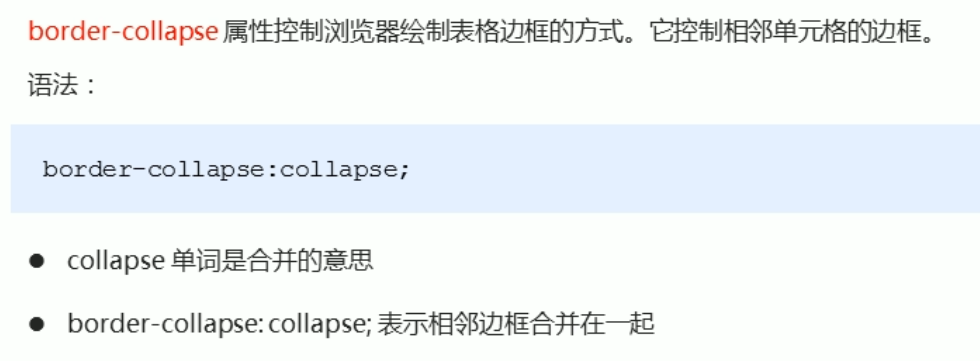 border-collapse 属性控制浏览器绘制表格边框的方式。它控制相邻单元格的边框。
语法：
border-collapse:collapse;
● collapse 单词是合并的意思
● border-collapse: collapse; 表示相邻边框合并在一起